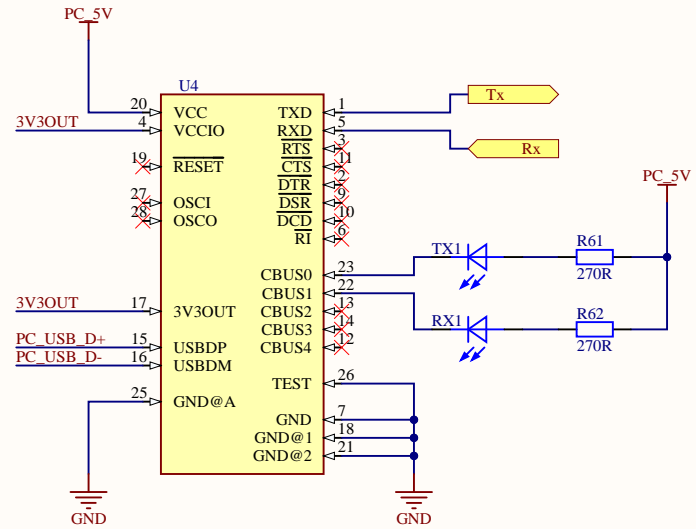 PC_5V
U4
20 VCC TXD 1 Tx
3V3OUT 4 VCCIO RXD 5
RTS 3 Rx
19 RESET CTS 11
DTR 2 PC_5V
27 OSCI DSR 9
28 OSCO DCD 10
RI 6
TX1 R61
CBUS0 23 270R
CBUS1 22
3V3OUT 17 3V3OUT CBUS2 13
RX1 R62
CBUS3 14 270R
PC_USB_D+ 15 USBDP CBUS4 12
PC_USB_D- 16 USBDM
TEST 26
25 GND@A
GND 7
GND@1 18
GND@2 21
GND GND